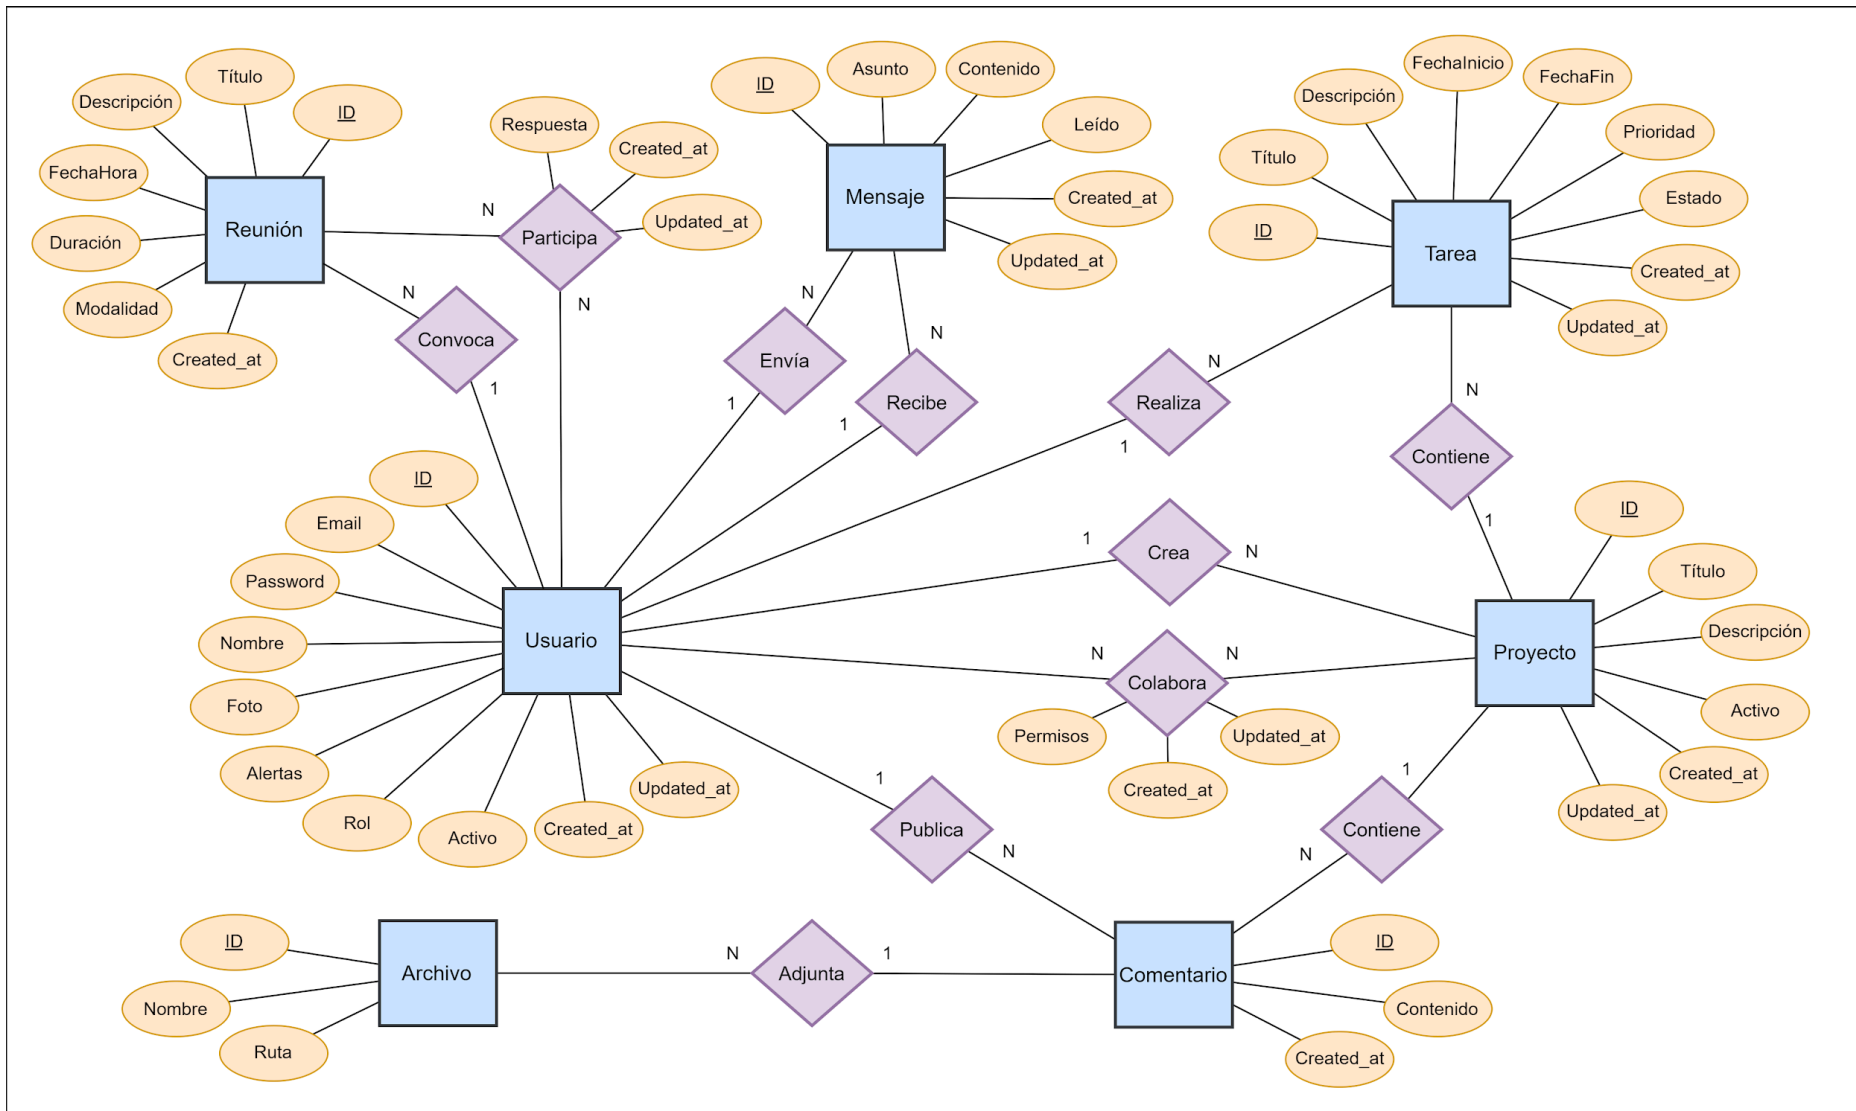 Título
Descripción
ID
FechaHora
Duración
Modalidad
Created_at
Reunión
Respuesta
Created_at
Updated_at
N
Participa
N
N
Convoca
1
ID
Asunto
Contenido
Leído
Created_at
Updated_at
Mensaje
N
Envía
1
N
Recibe
1
FechaInicio
FechaFin
Descripción
Prioridad
Título
Estado
ID
Created_at
Updated_at
Tarea
N
Realiza
1
N
Contiene
1
ID
Email
Password
Nombre
Foto
Alertas
Rol
Activo
Created_at
Updated_at
Usuario
1
Crea
N
N
Colabora
N
Permisos
Created_at
Updated_at
ID
Título
Descripción
Activo
Created_at
Updated_at
Proyecto
1
Publica
N
1
Contiene
N
ID
Nombre
Ruta
Archivo
N
Adjunta
1
Comentario
ID
Contenido
Created_at